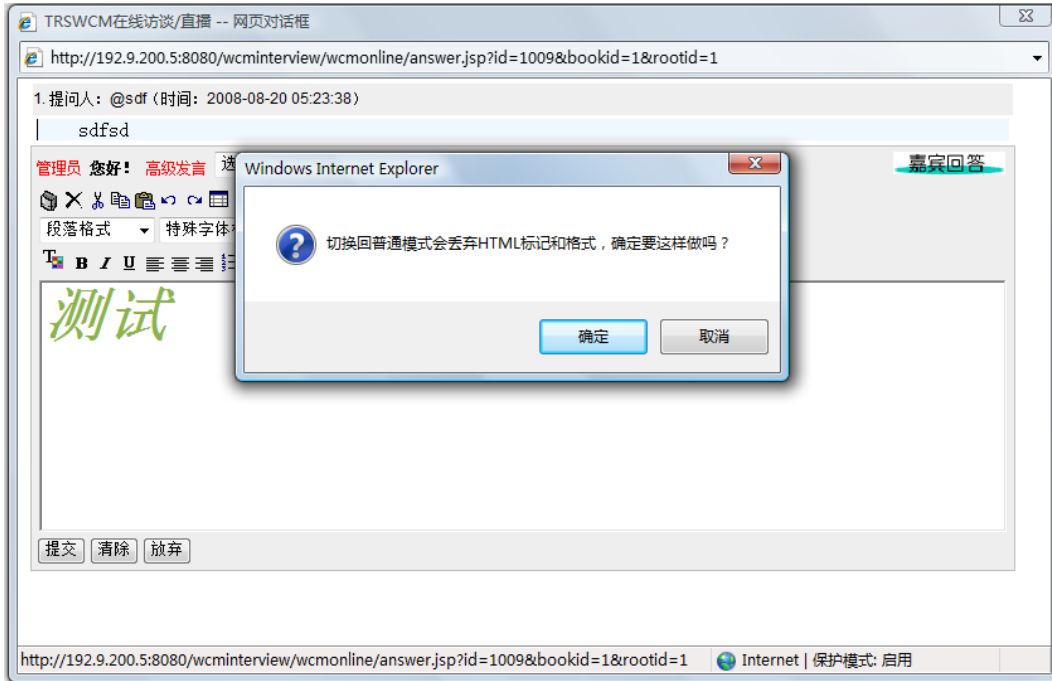 TRSWCM在线访谈/直播 -- 网页对话框
http://192.9.200.5:8080/wcminterview/wcmonline/answer.jsp?id=1009&bookid=1&rootid=1
1. 提问人：@sdf（时间：2008-08-20 05:23:38）
sdfsd
管理员 您好！ 高级发言 选
嘉宾回答
段落格式 特殊字体
B I U
测试
Windows Internet Explorer
切换回普通模式会丢弃HTML标记和格式，确定要这样做吗？
确定 取消
提交 清除 放弃
http://192.9.200.5:8080/wcminterview/wcmonline/answer.jsp?id=1009&bookid=1&rootid=1 Internet | 保护模式: 启用